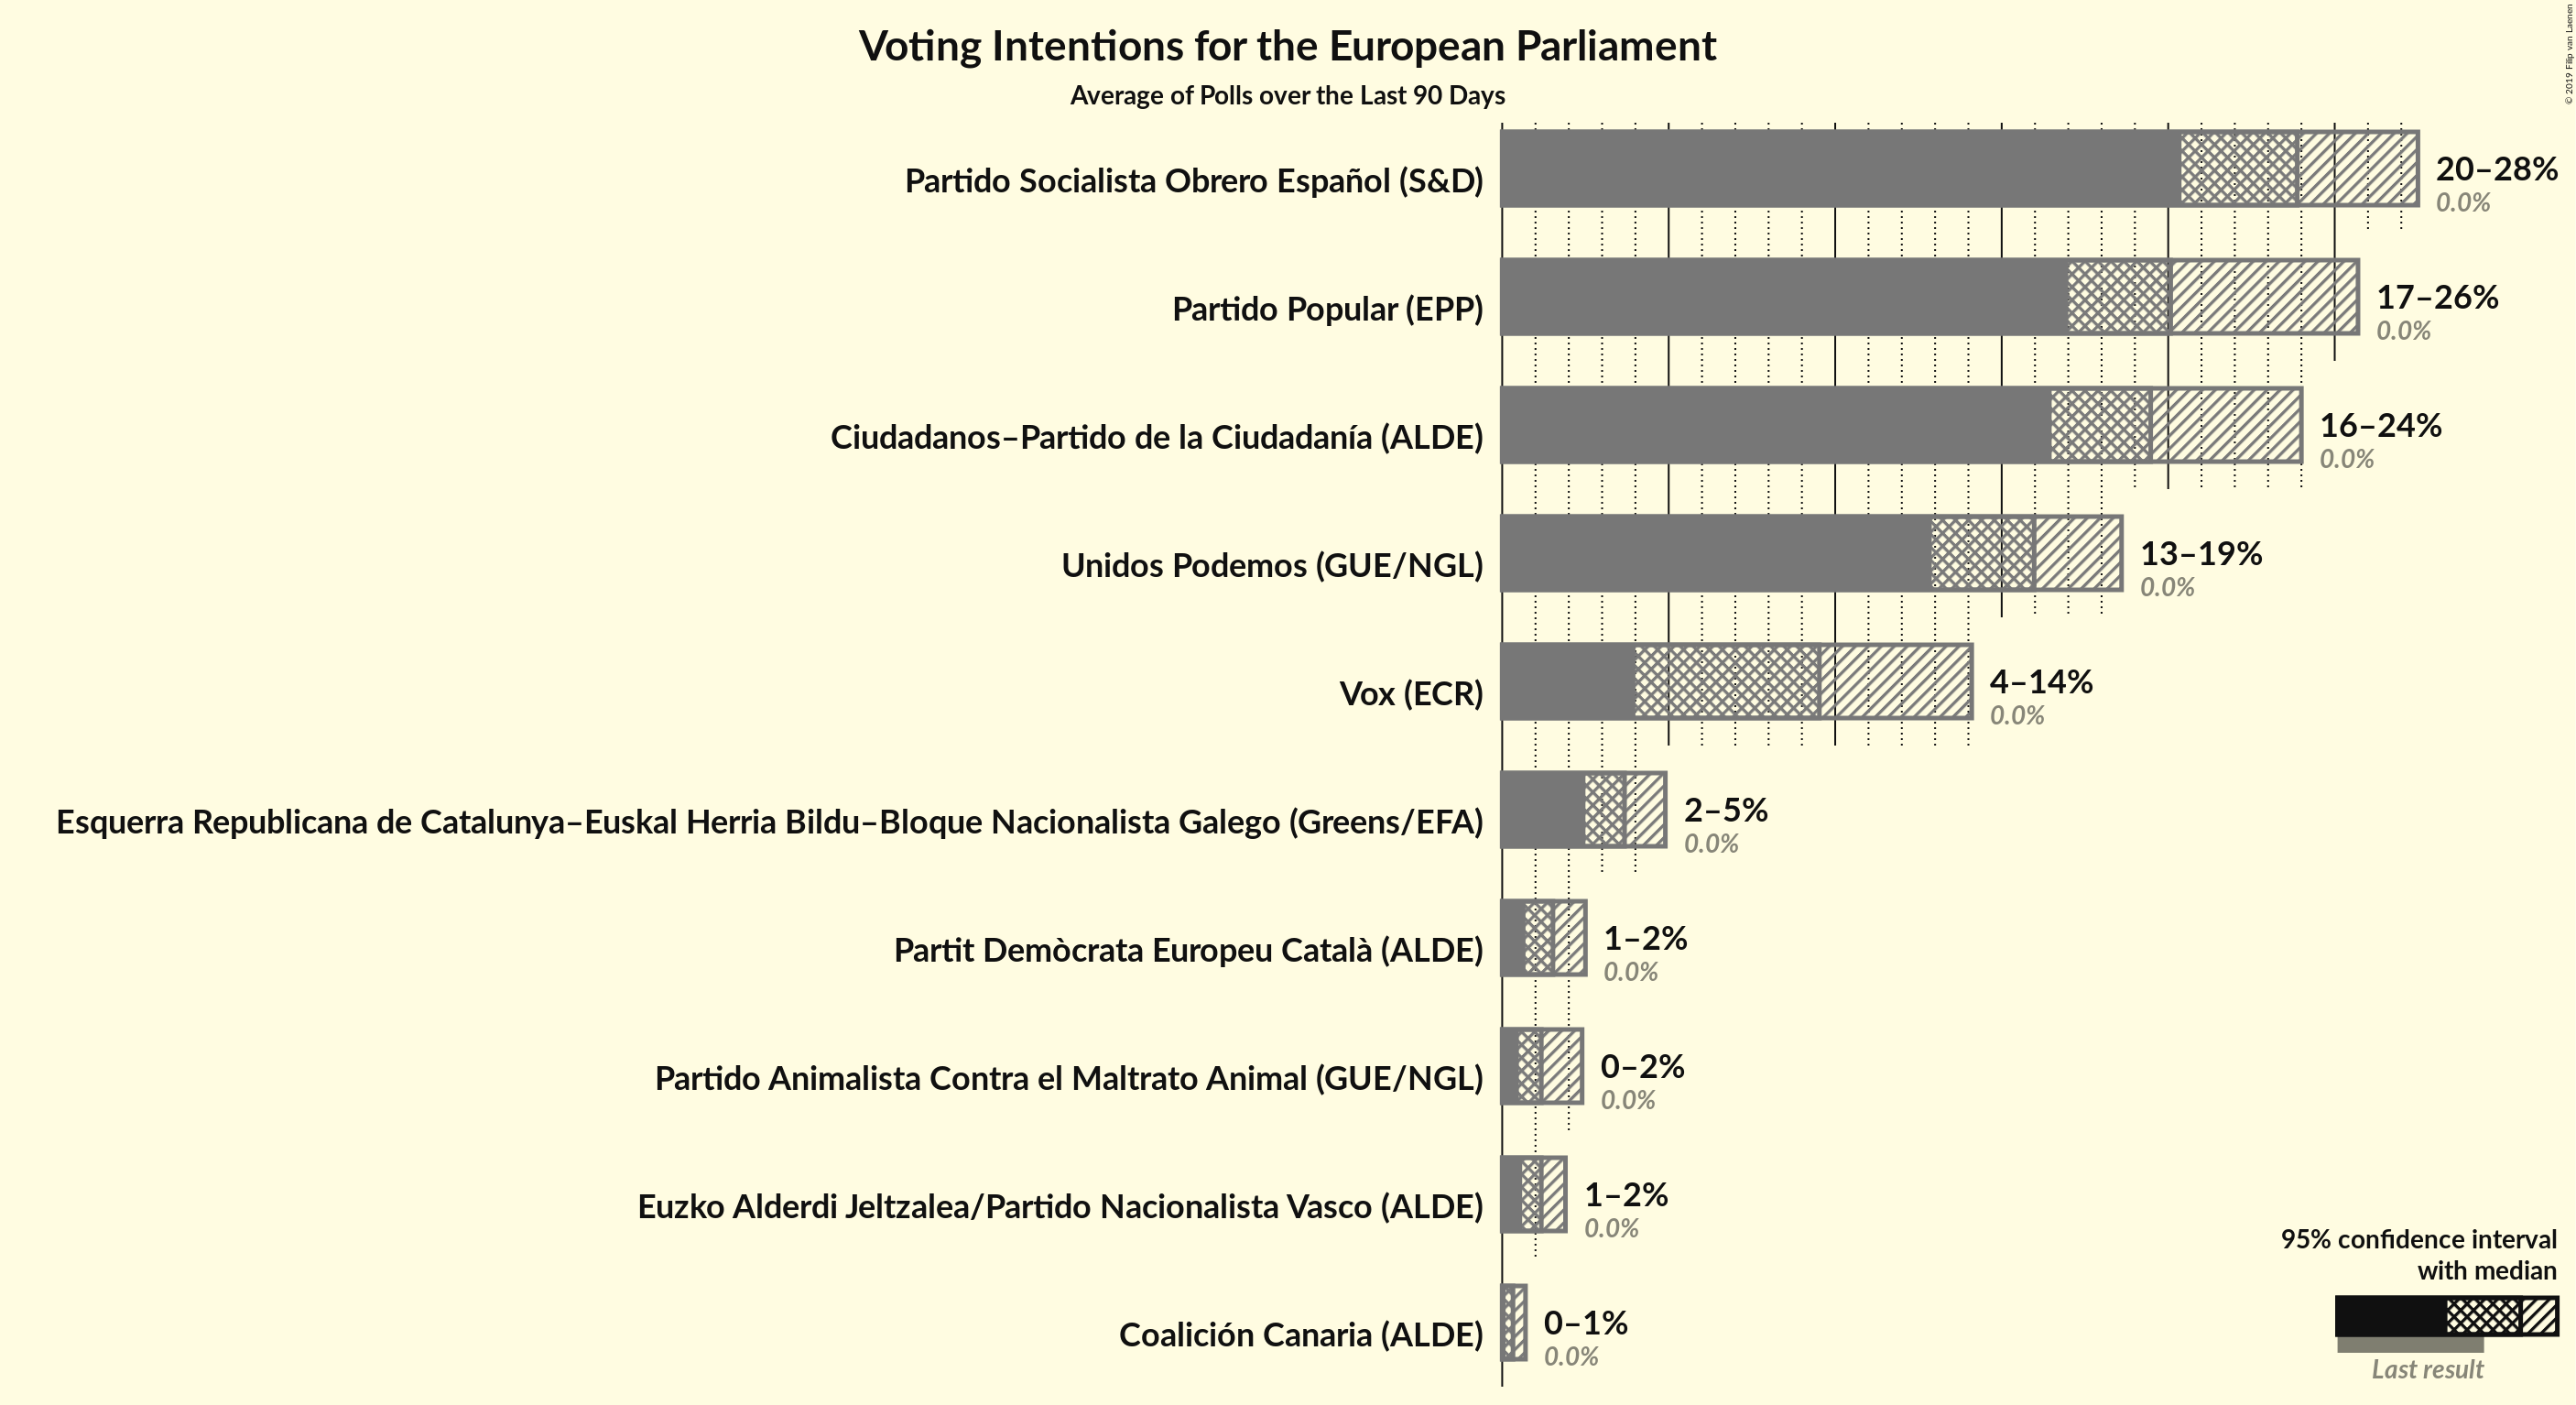 Voting Intentions for the European Parliament
Average of Polls over the Last 90 Days
© 2019 Filip van Laenen
Partido Socialista Obrero Español (S&D)
20–28%
0.0%
Partido Popular (EPP)
17–26%
0.0%
Ciudadanos–Partido de la Ciudadanía (ALDE)
16–24%
0.0%
Unidos Podemos (GUE/NGL)
13–19%
0.0%
Vox (ECR)
4–14%
0.0%
Esquerra Republicana de Catalunya–Euskal Herria Bildu–Bloque Nacionalista Galego (Greens/EFA)
2–5%
0.0%
Partit Demòcrata Europeu Català (ALDE)
1–2%
0.0%
Partido Animalista Contra el Maltrato Animal (GUE/NGL)
0–2%
0.0%
Euzko Alderdi Jeltzalea/Partido Nacionalista Vasco (ALDE)
1–2%
0.0%
Coalición Canaria (ALDE)
0–1%
0.0%
95% confidence interval
with median
Last result